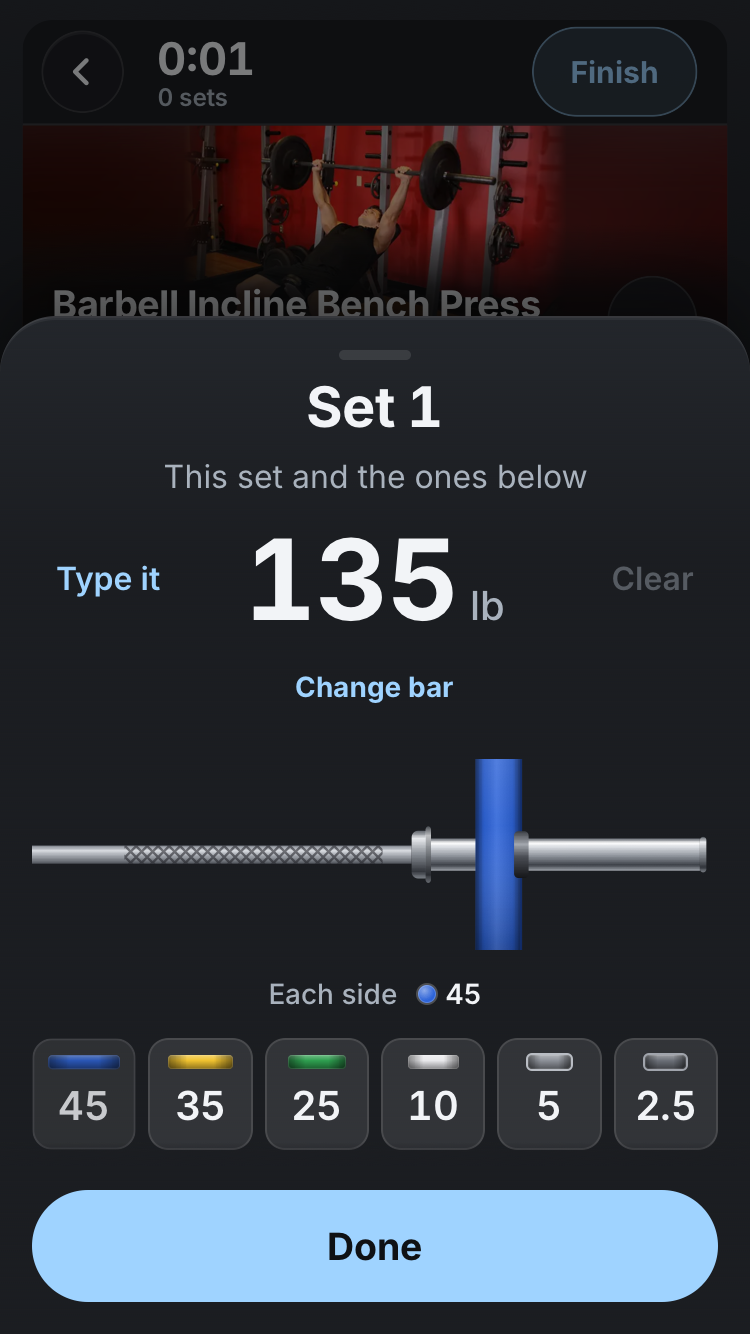 0:01
0 sets
Finish
Barbell Incline Bench Press
Set 1
This set and the ones below
Type it
135 lb
Clear
Change bar
Each side 45
45 35 25 10 5 2.5
Done